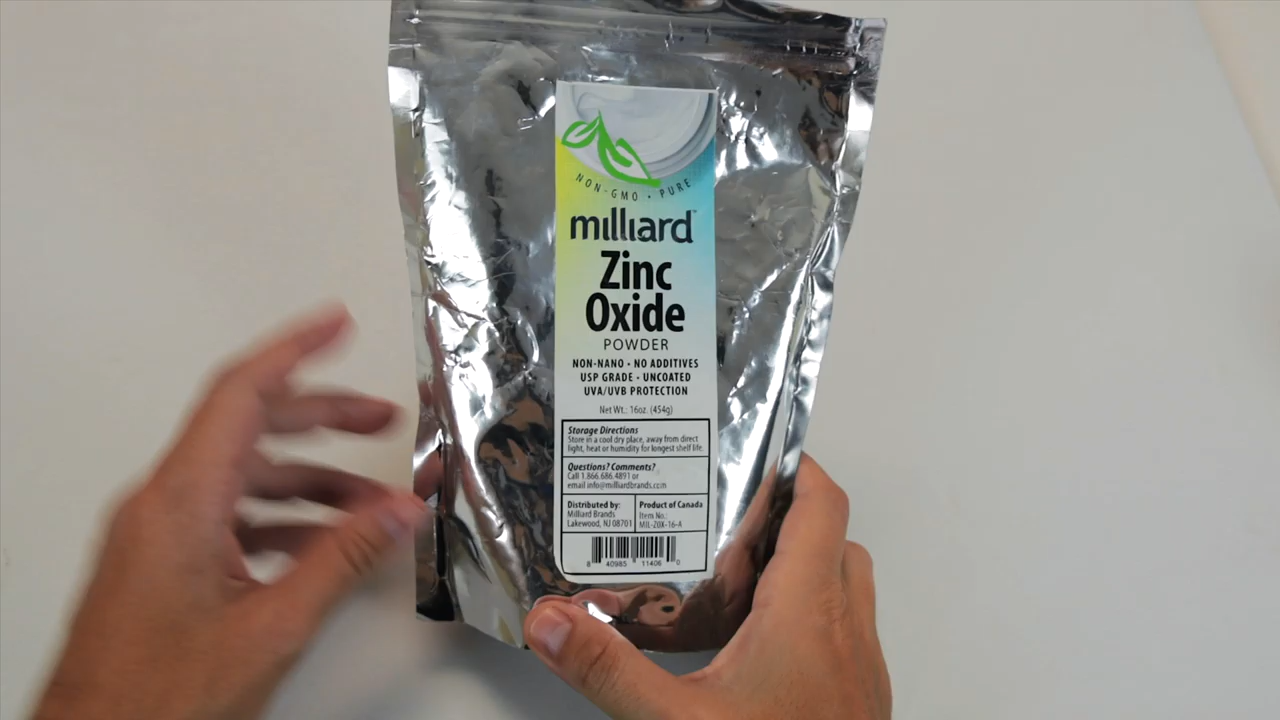 NON-GMO • PURE
milliard™
Zinc
Oxide
POWDER
NON-NANO • NO ADDITIVES
USP GRADE • UNCOATED
UVA/UVB PROTECTION
Net Wt.: 16oz. (454g)
Storage Directions
Store in a cool dry place, away from direct
light, heat or humidity for longest shelf life.
Questions? Comments?
Call 1.866.686.4891 or
email info@milliardbrands.com
Distributed by:
Milliard Brands
Lakewood, NJ 08701
Product of Canada
Item No.:
MIL-ZOX-16-A
8 40985 11406 0